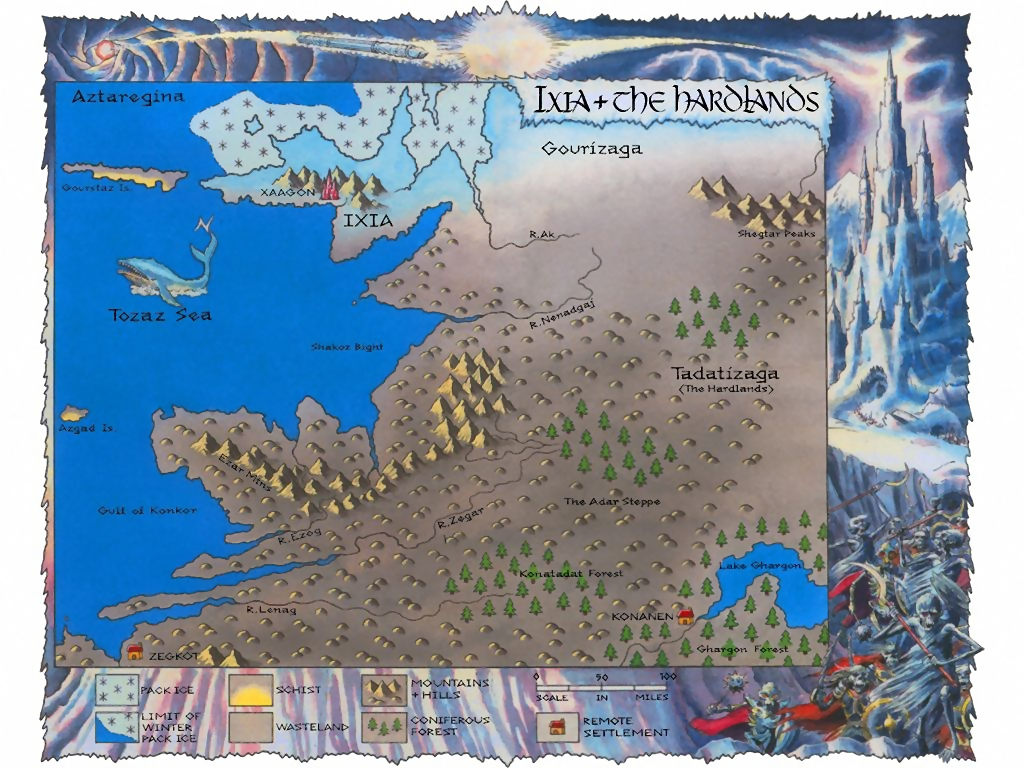 IXIA + THE HARDLANDS
Aztaregina
Gourízaga
Gourstaz Is.
XAAGON
IXIA
R.Ak
Shegtar Peaks
Tozaz Sea
R.Nenadgaj
Shakoz Bight
Tadatízaga
(The Hardlands)
Azgad Is.
Ezar Mtns
The Adar Steppe
Gulf of Konkor
R.Zegar
R.Ezog
Lake Ghargon
Konatadat Forest
R.Lenag
KONANEN
Ghargon Forest
ZEGKOT
PACK ICE
SCHIST
MOUNTAINS
+ HILLS
0 50 100
SCALE IN MILES
LIMIT OF
WINTER
PACK ICE
WASTELAND
CONIFEROUS
FOREST
REMOTE
SETTLEMENT